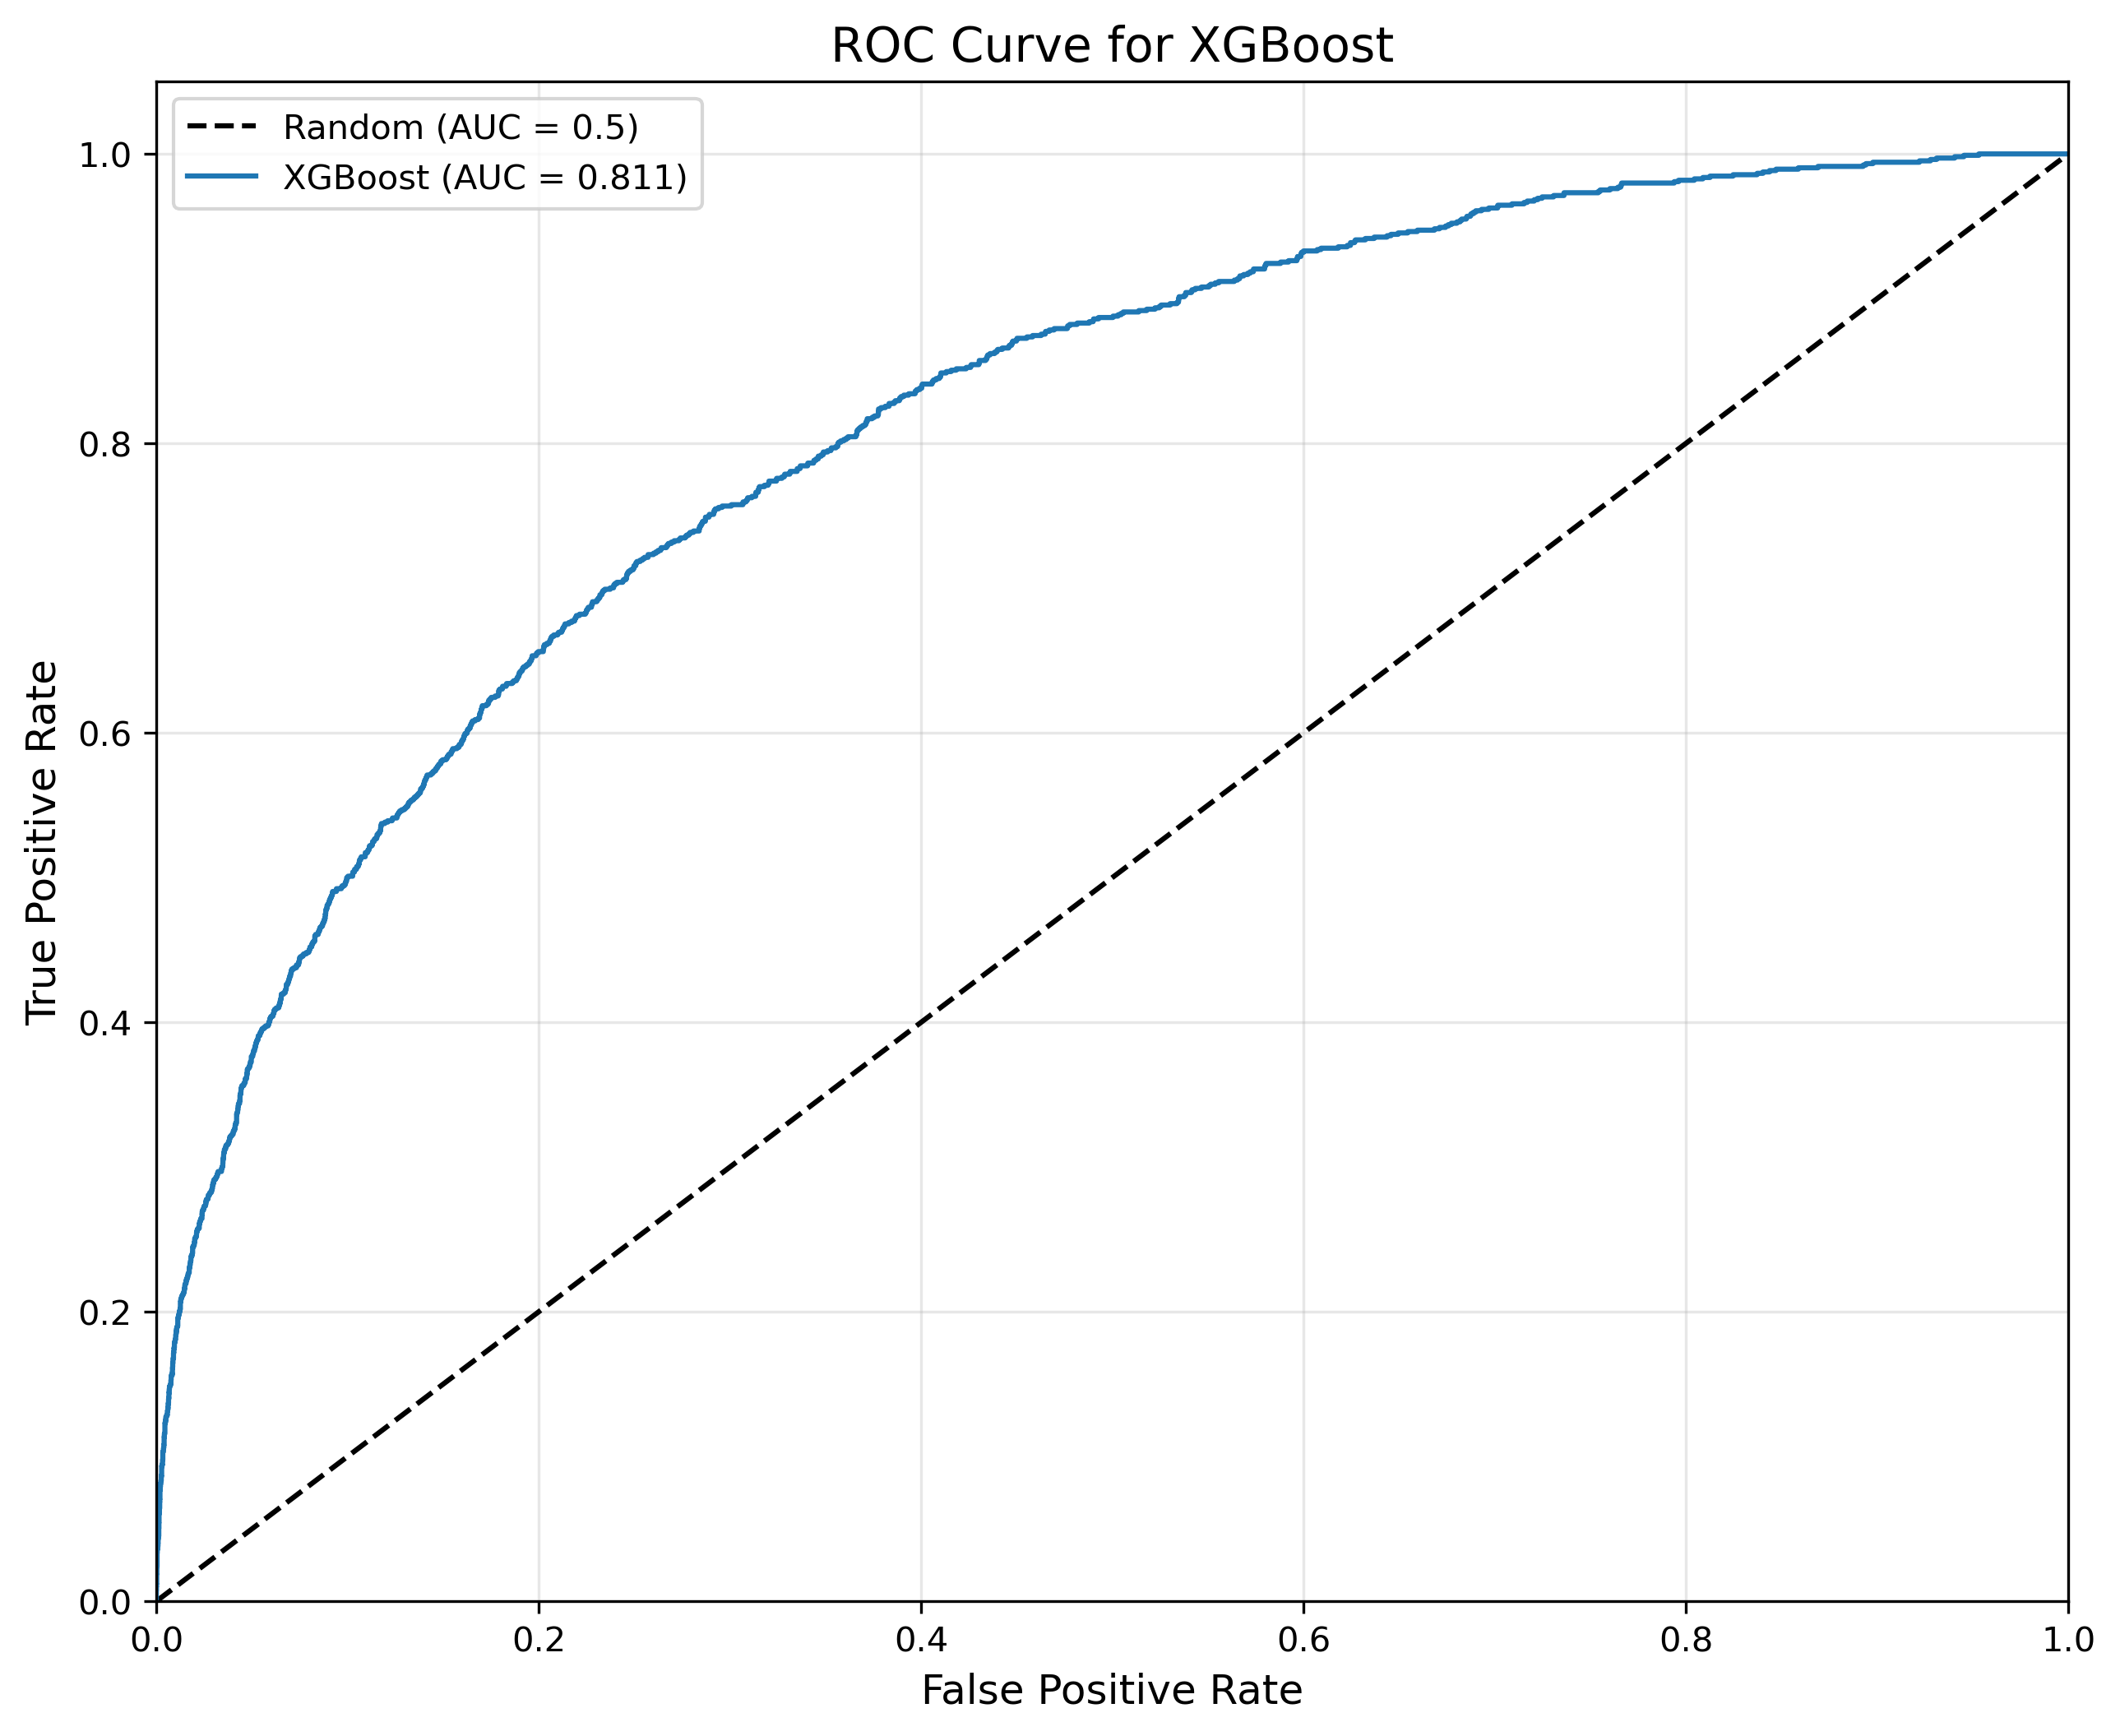 ROC Curve for XGBoost
Random (AUC = 0.5)
XGBoost (AUC = 0.811)
1.0
0.8
0.6
0.4
0.2
0.0
True Positive Rate
0.0 0.2 0.4 0.6 0.8 1.0
False Positive Rate